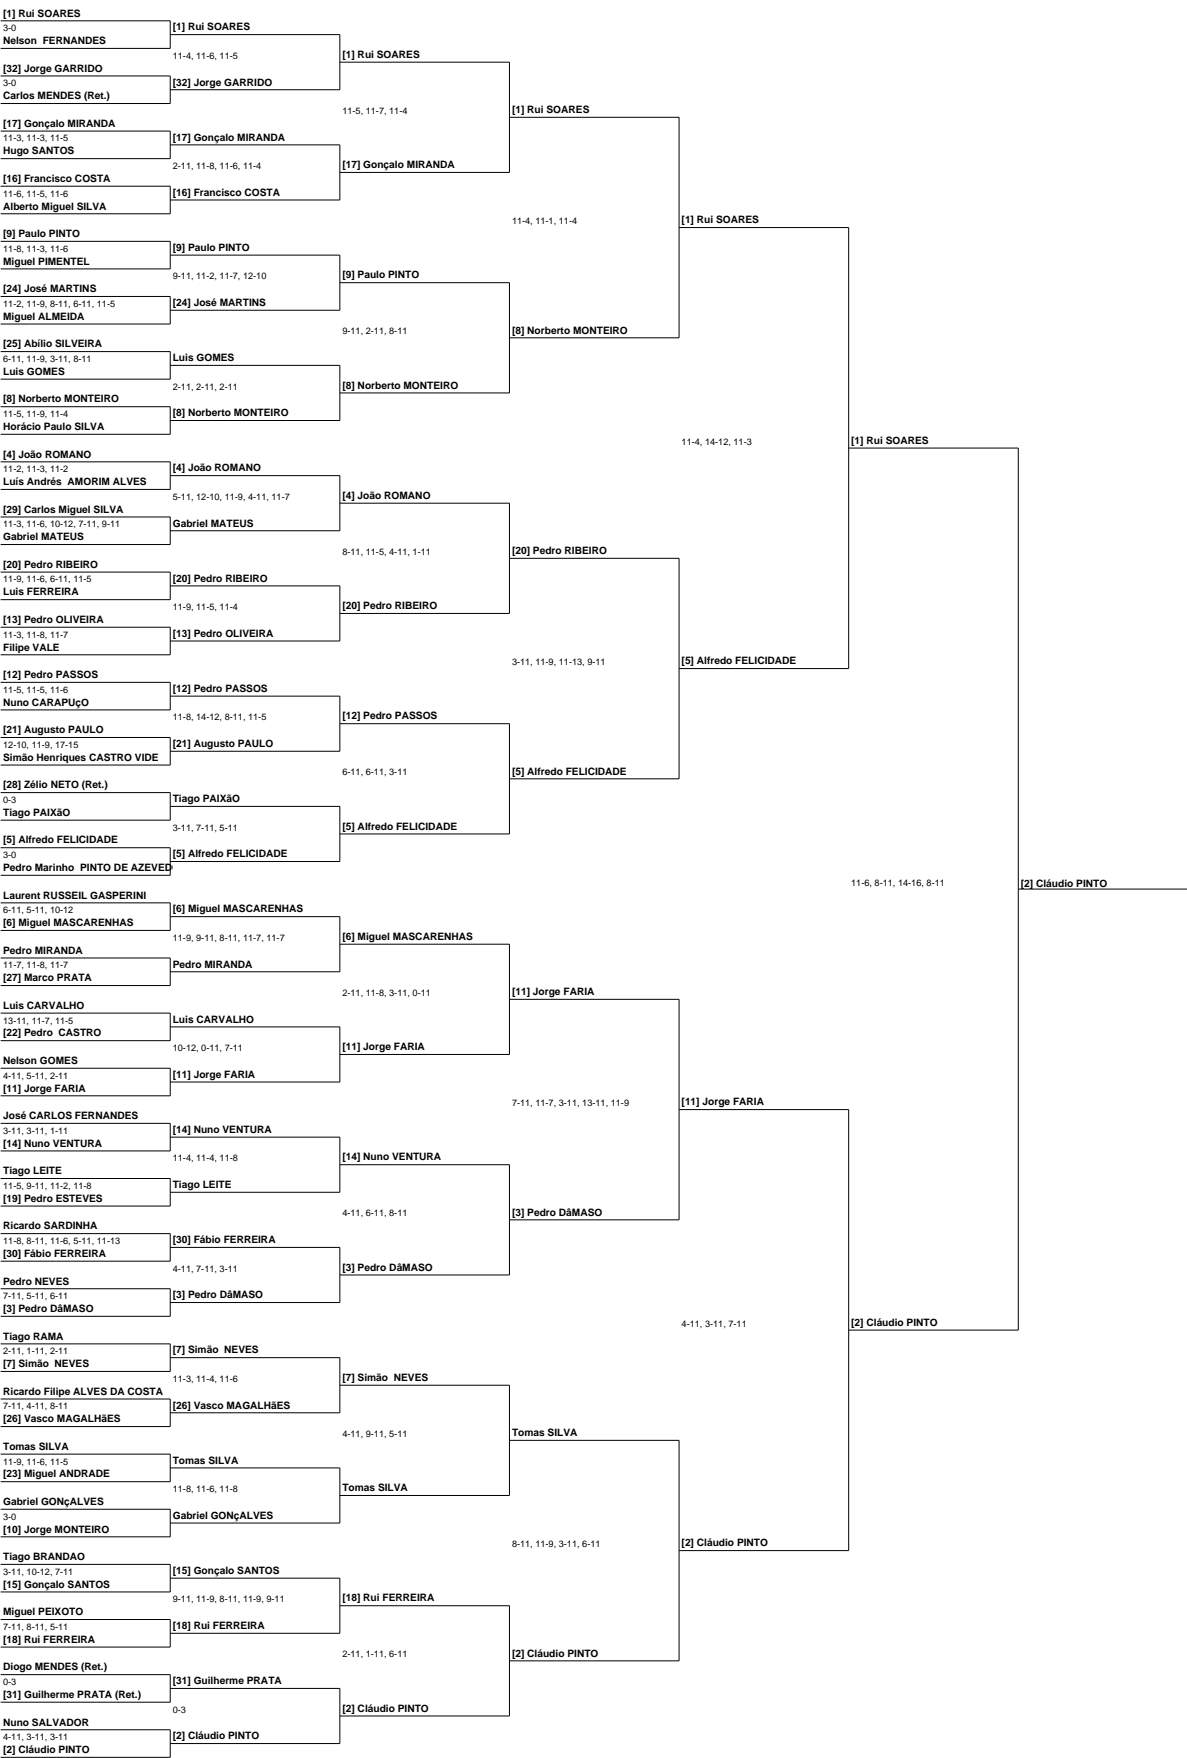 [1] Rui SOARES
3-0
Nelson  FERNANDES
[32] Jorge GARRIDO
3-0
Carlos MENDES (Ret.)
[17] Gonçalo MIRANDA
11-3, 11-3, 11-5
Hugo SANTOS
[16] Francisco COSTA
11-6, 11-5, 11-6
Alberto Miguel SILVA
[9] Paulo PINTO
11-8, 11-3, 11-6
Miguel PIMENTEL
[24] José MARTINS
11-2, 11-9, 8-11, 6-11, 11-5
Miguel ALMEIDA
[25] Abílio SILVEIRA
6-11, 11-9, 3-11, 8-11
Luis GOMES
[8] Norberto MONTEIRO
11-5, 11-9, 11-4
Horácio Paulo SILVA
[4] João ROMANO
11-2, 11-3, 11-2
Luís Andrés  AMORIM ALVES
[29] Carlos Miguel SILVA
11-3, 11-6, 10-12, 7-11, 9-11
Gabriel MATEUS
[20] Pedro RIBEIRO
11-9, 11-6, 6-11, 11-5
Luis FERREIRA
[13] Pedro OLIVEIRA
11-3, 11-8, 11-7
Filipe VALE
[12] Pedro PASSOS
11-5, 11-5, 11-6
Nuno CARAPUçO
[21] Augusto PAULO
12-10, 11-9, 17-15
Simão Henriques CASTRO VIDE
[28] Zélio NETO (Ret.)
0-3
Tiago PAIXãO
[5] Alfredo FELICIDADE
3-0
Pedro Marinho  PINTO DE AZEVED
Laurent RUSSEIL GASPERINI
6-11, 5-11, 10-12
[6] Miguel MASCARENHAS
Pedro MIRANDA
11-7, 11-8, 11-7
[27] Marco PRATA
Luis CARVALHO
13-11, 11-7, 11-5
[22] Pedro  CASTRO
Nelson GOMES
4-11, 5-11, 2-11
[11] Jorge FARIA
José CARLOS FERNANDES
3-11, 3-11, 1-11
[14] Nuno VENTURA
Tiago LEITE
11-5, 9-11, 11-2, 11-8
[19] Pedro ESTEVES
Ricardo SARDINHA
11-8, 8-11, 11-6, 5-11, 11-13
[30] Fábio FERREIRA
Pedro NEVES
7-11, 5-11, 6-11
[3] Pedro DâMASO
Tiago RAMA
2-11, 1-11, 2-11
[7] Simão  NEVES
Ricardo Filipe ALVES DA COSTA
7-11, 4-11, 8-11
[26] Vasco MAGALHãES
Tomas SILVA
11-9, 11-6, 11-5
[23] Miguel ANDRADE
Gabriel GONçALVES
3-0
[10] Jorge MONTEIRO
Tiago BRANDAO
3-11, 10-12, 7-11
[15] Gonçalo SANTOS
Miguel PEIXOTO
7-11, 8-11, 5-11
[18] Rui FERREIRA
Diogo MENDES (Ret.)
0-3
[31] Guilherme PRATA (Ret.)
Nuno SALVADOR
4-11, 3-11, 3-11
[2] Cláudio PINTO
[1] Rui SOARES
11-4, 11-6, 11-5
[32] Jorge GARRIDO
[17] Gonçalo MIRANDA
2-11, 11-8, 11-6, 11-4
[16] Francisco COSTA
[9] Paulo PINTO
9-11, 11-2, 11-7, 12-10
[24] José MARTINS
Luis GOMES
2-11, 2-11, 2-11
[8] Norberto MONTEIRO
[4] João ROMANO
5-11, 12-10, 11-9, 4-11, 11-7
Gabriel MATEUS
[20] Pedro RIBEIRO
11-9, 11-5, 11-4
[13] Pedro OLIVEIRA
[12] Pedro PASSOS
11-8, 14-12, 8-11, 11-5
[21] Augusto PAULO
Tiago PAIXãO
3-11, 7-11, 5-11
[5] Alfredo FELICIDADE
[6] Miguel MASCARENHAS
11-9, 9-11, 8-11, 11-7, 11-7
Pedro MIRANDA
Luis CARVALHO
10-12, 0-11, 7-11
[11] Jorge FARIA
[14] Nuno VENTURA
11-4, 11-4, 11-8
Tiago LEITE
[30] Fábio FERREIRA
4-11, 7-11, 3-11
[3] Pedro DâMASO
[7] Simão  NEVES
11-3, 11-4, 11-6
[26] Vasco MAGALHãES
Tomas SILVA
11-8, 11-6, 11-8
Gabriel GONçALVES
[15] Gonçalo SANTOS
9-11, 11-9, 8-11, 11-9, 9-11
[18] Rui FERREIRA
[31] Guilherme PRATA
0-3
[2] Cláudio PINTO
[1] Rui SOARES
11-5, 11-7, 11-4
[17] Gonçalo MIRANDA
[9] Paulo PINTO
9-11, 2-11, 8-11
[8] Norberto MONTEIRO
[4] João ROMANO
8-11, 11-5, 4-11, 1-11
[20] Pedro RIBEIRO
[12] Pedro PASSOS
6-11, 6-11, 3-11
[5] Alfredo FELICIDADE
[6] Miguel MASCARENHAS
2-11, 11-8, 3-11, 0-11
[11] Jorge FARIA
[14] Nuno VENTURA
4-11, 6-11, 8-11
[3] Pedro DâMASO
[7] Simão  NEVES
4-11, 9-11, 5-11
Tomas SILVA
[18] Rui FERREIRA
2-11, 1-11, 6-11
[2] Cláudio PINTO
[1] Rui SOARES
11-4, 11-1, 11-4
[8] Norberto MONTEIRO
[20] Pedro RIBEIRO
3-11, 11-9, 11-13, 9-11
[5] Alfredo FELICIDADE
[11] Jorge FARIA
7-11, 11-7, 3-11, 13-11, 11-9
[3] Pedro DâMASO
Tomas SILVA
8-11, 11-9, 3-11, 6-11
[2] Cláudio PINTO
[1] Rui SOARES
11-4, 14-12, 11-3
[5] Alfredo FELICIDADE
[11] Jorge FARIA
4-11, 3-11, 7-11
[2] Cláudio PINTO
[1] Rui SOARES
11-6, 8-11, 14-16, 8-11
[2] Cláudio PINTO
[2] Cláudio PINTO